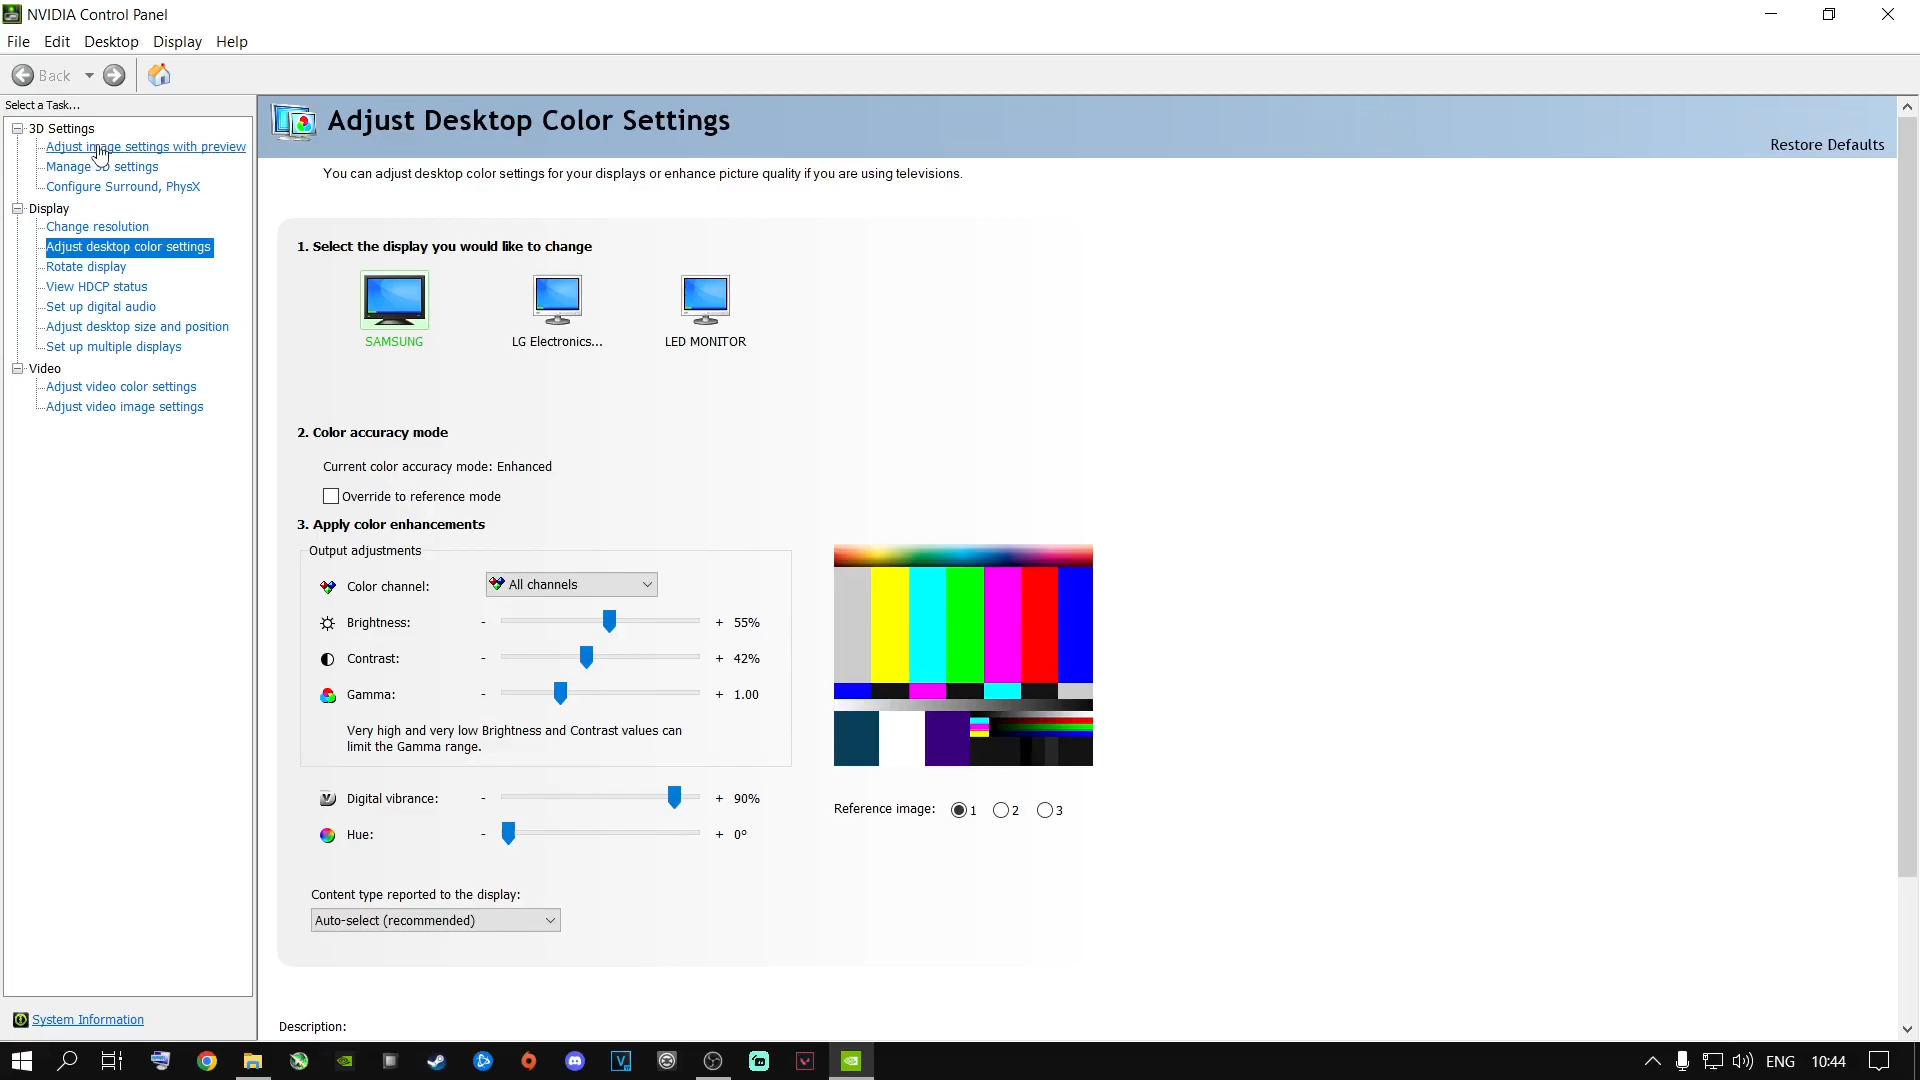 NVIDIA Control Panel
File Edit Desktop Display Help
Back
Select a Task...
3D Settings
Adjust image settings with preview
Manage 3D settings
Configure Surround, PhysX
Display
Change resolution
Adjust desktop color settings
Rotate display
View HDCP status
Set up digital audio
Adjust desktop size and position
Set up multiple displays
Video
Adjust video color settings
Adjust video image settings
System Information
Adjust Desktop Color Settings
Restore Defaults
You can adjust desktop color settings for your displays or enhance picture quality if you are using televisions.
1. Select the display you would like to change
SAMSUNG LG Electronics... LED MONITOR
2. Color accuracy mode
Current color accuracy mode: Enhanced
Override to reference mode
3. Apply color enhancements
Output adjustments
Color channel: All channels
Brightness: - + 55%
Contrast: - + 42%
Gamma: - + 1.00
Very high and very low Brightness and Contrast values can
limit the Gamma range.
Digital vibrance: - + 90%
Hue: - + 0°
Reference image: 1 2 3
Content type reported to the display:
Auto-select (recommended)
Description:
ENG 10:44